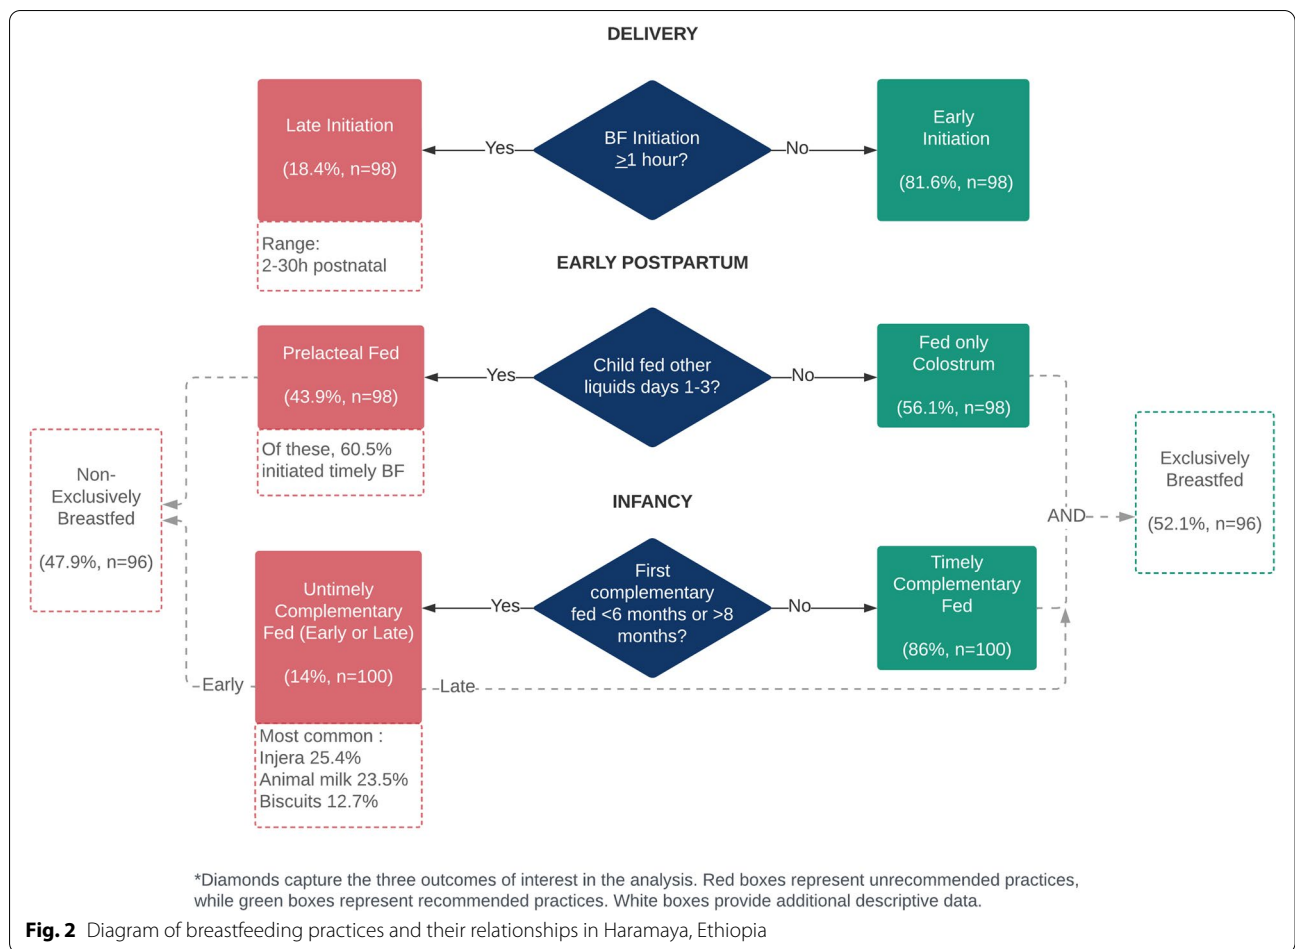 DELIVERY
Late Initiation
(18.4%, n=98)
Yes
BF Initiation
≥1 hour?
No
Early
Initiation
(81.6%, n=98)
Range:
2-30h postnatal
EARLY POSTPARTUM
Prelacteal Fed
(43.9%, n=98)
Yes
Child fed other
liquids days 1-3?
No
Fed only
Colostrum
(56.1%, n=98)
Of these, 60.5%
initiated timely BF
Non-
Exclusively
Breastfed
(47.9%, n=96)
Exclusively
Breastfed
(52.1%, n=96)
AND
INFANCY
Untimely
Complementary
Fed (Early or Late)
(14%, n=100)
Yes
First
complementary
fed <6 months or >8
months?
No
Timely
Complementary
Fed
(86%, n=100)
Early
Late
Most common :
Injera 25.4%
Animal milk 23.5%
Biscuits 12.7%
*Diamonds capture the three outcomes of interest in the analysis. Red boxes represent unrecommended practices,
while green boxes represent recommended practices. White boxes provide additional descriptive data.
Fig. 2 Diagram of breastfeeding practices and their relationships in Haramaya, Ethiopia